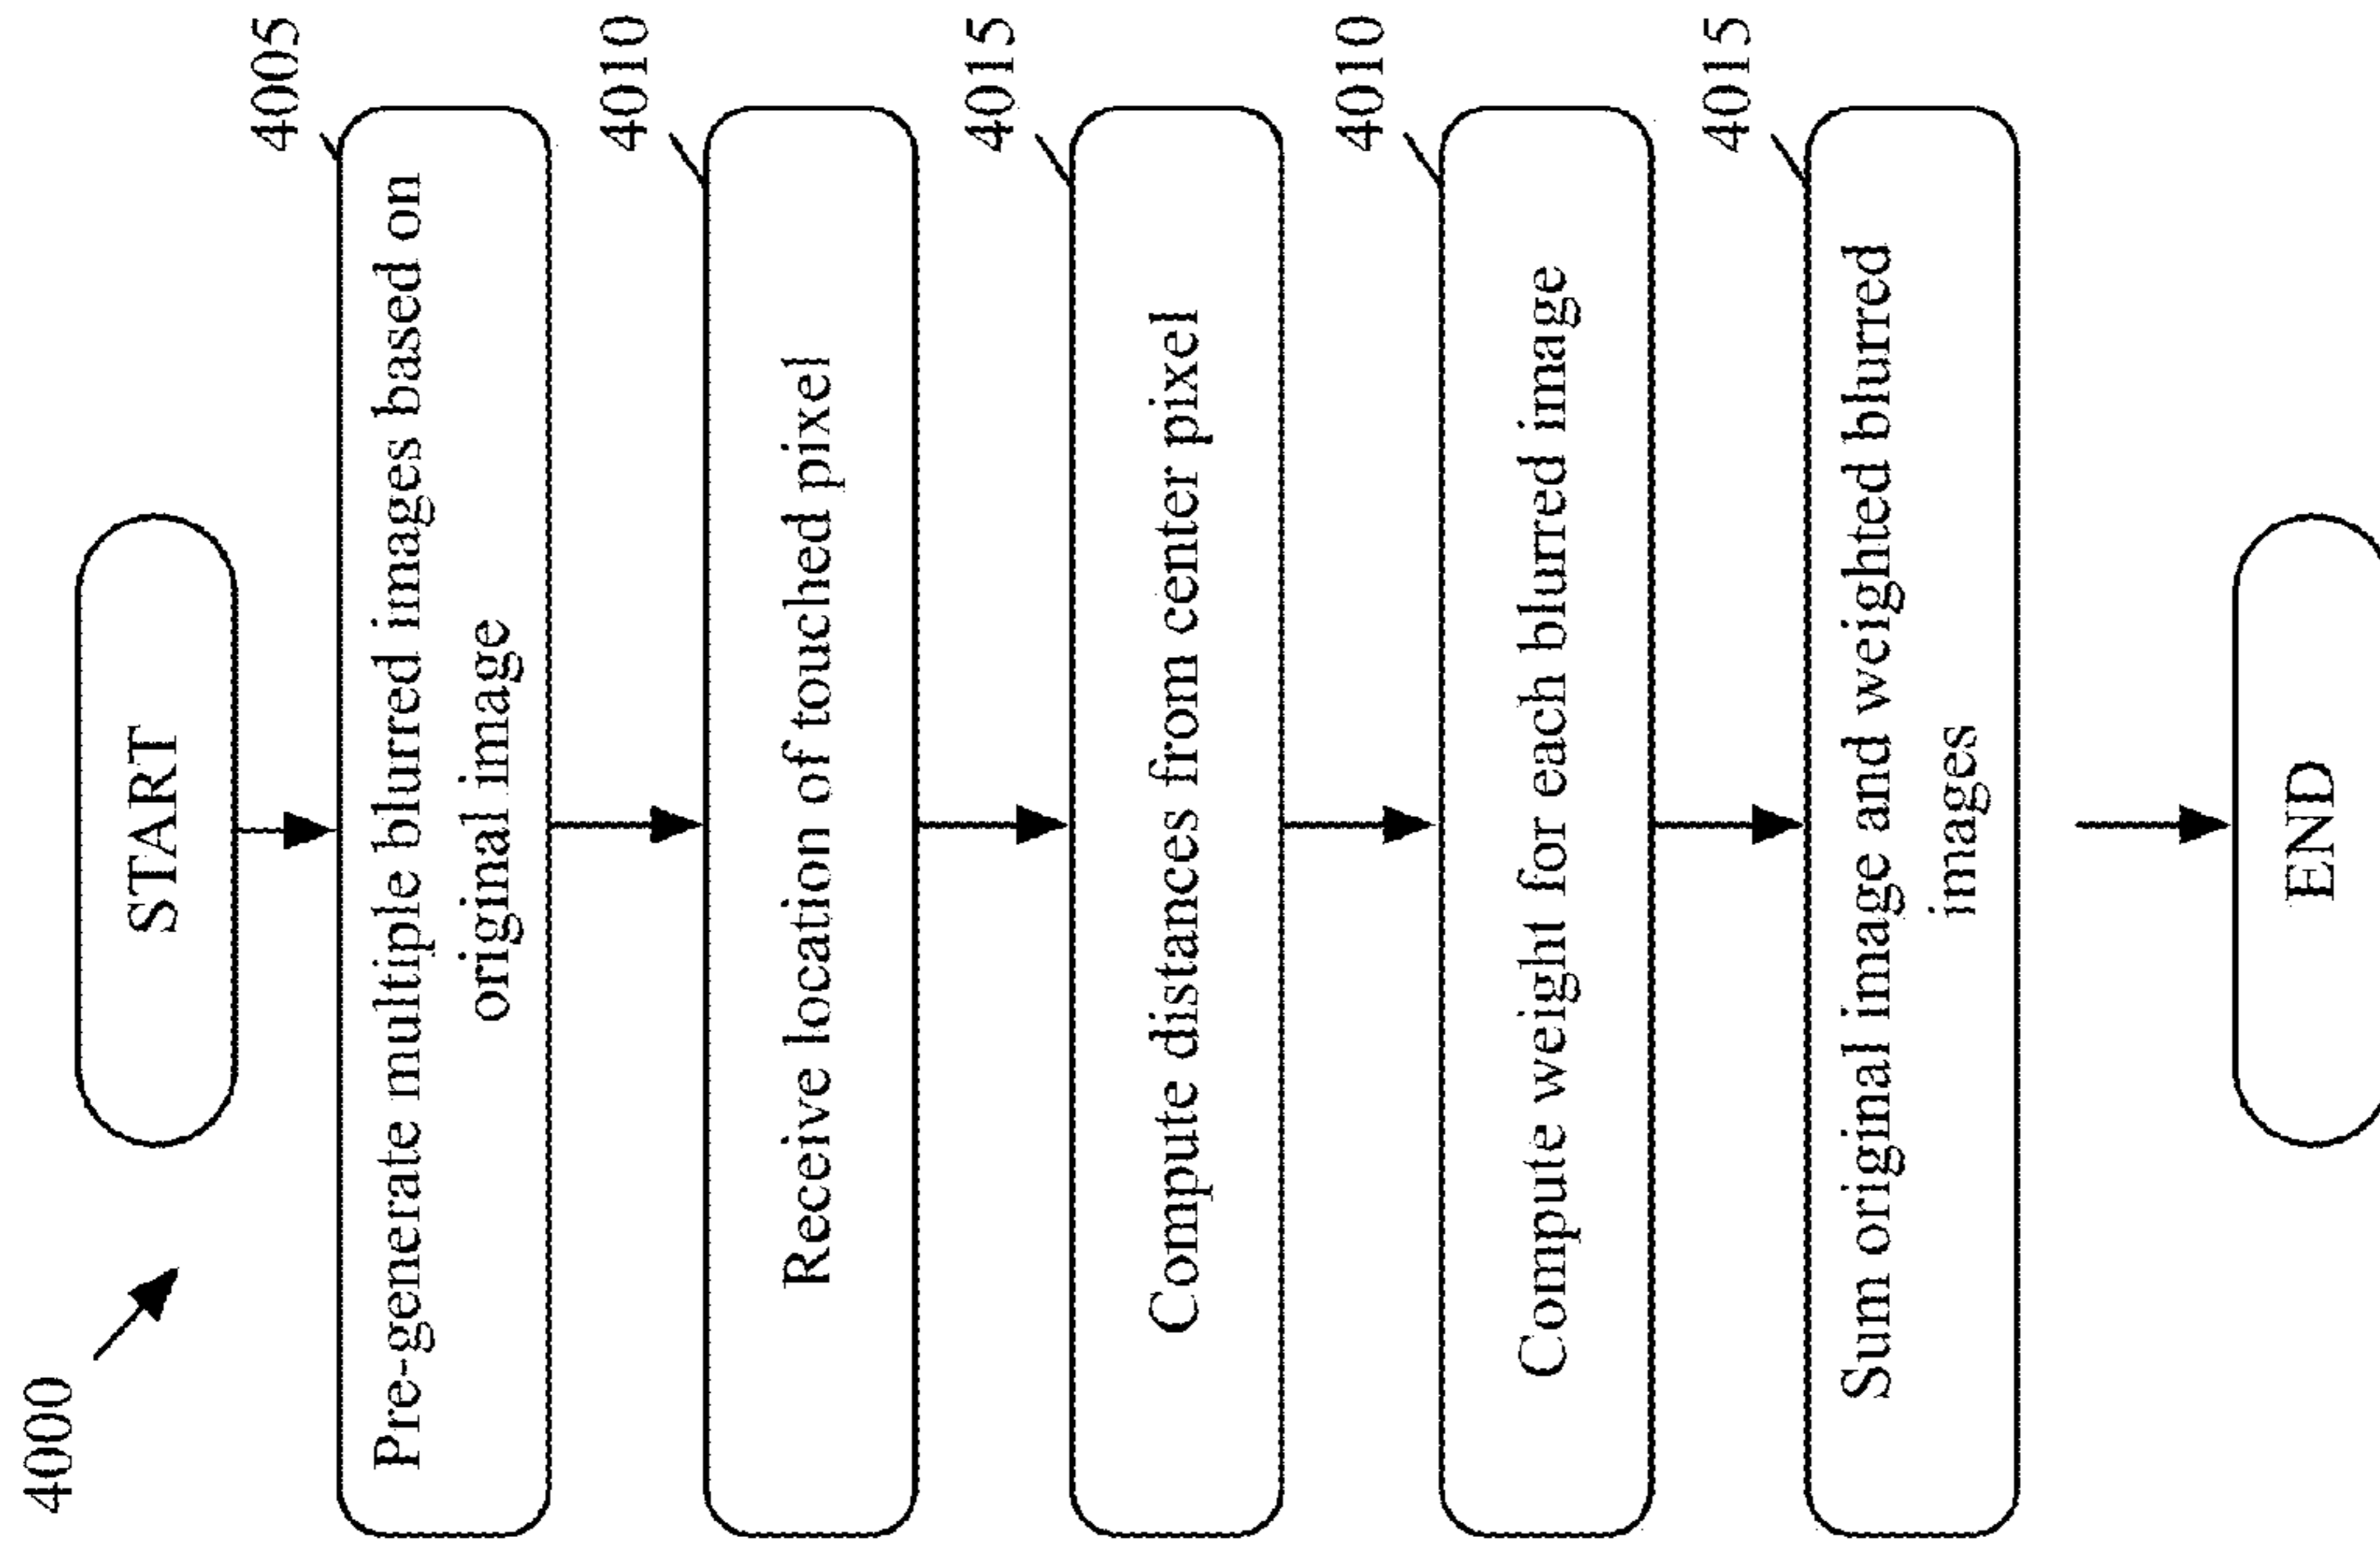 4000
START
4005
Pre-generate multiple blurred images based on
original image
4010
Receive location of touched pixel
4015
Compute distances from center pixel
4010
Compute weight for each blurred image
4015
Sum original image and weighted blurred
images
END